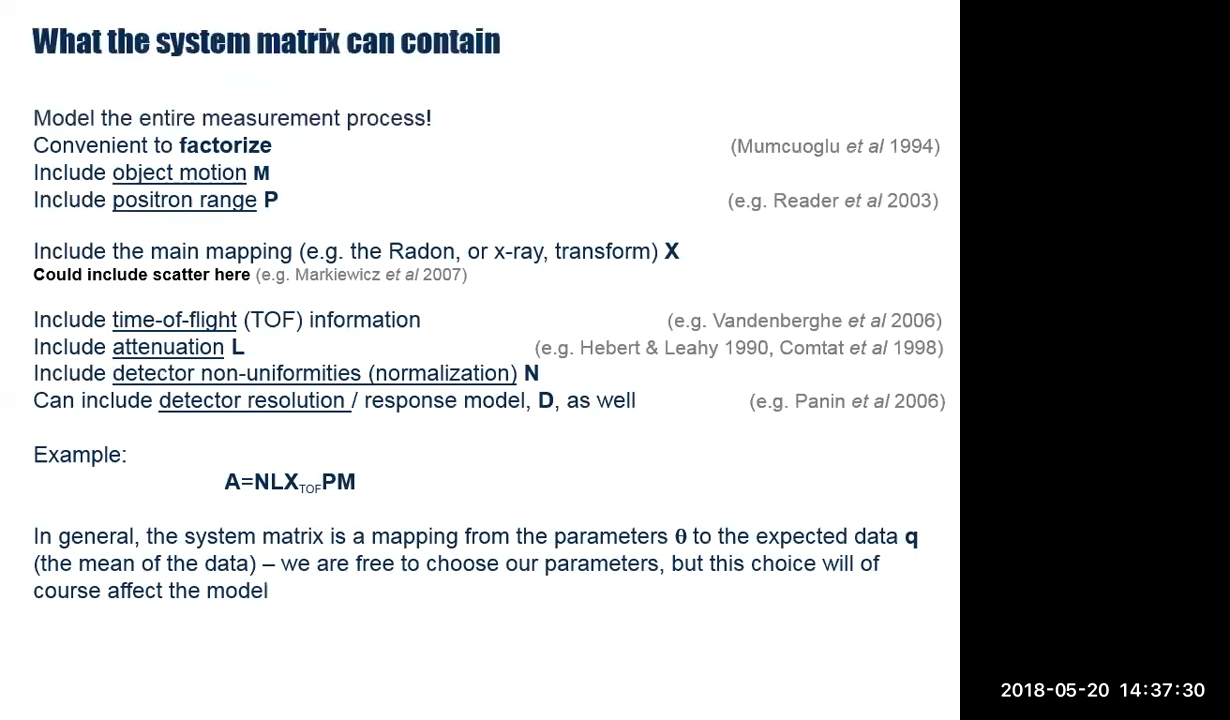 What the system matrix can contain
Model the entire measurement process!
Convenient to factorize (Mumcuoglu et al 1994)
Include object motion M
Include positron range P (e.g. Reader et al 2003)
Include the main mapping (e.g. the Radon, or x-ray, transform) X
Could include scatter here (e.g. Markiewicz et al 2007)
Include time-of-flight (TOF) information (e.g. Vandenberghe et al 2006)
Include attenuation L (e.g. Hebert & Leahy 1990, Comtat et al 1998)
Include detector non-uniformities (normalization) N
Can include detector resolution / response model, D, as well (e.g. Panin et al 2006)
Example:
A=NLXTOFPM
In general, the system matrix is a mapping from the parameters θ to the expected data q
(the mean of the data) – we are free to choose our parameters, but this choice will of
course affect the model
2018-05-20 14:37:30